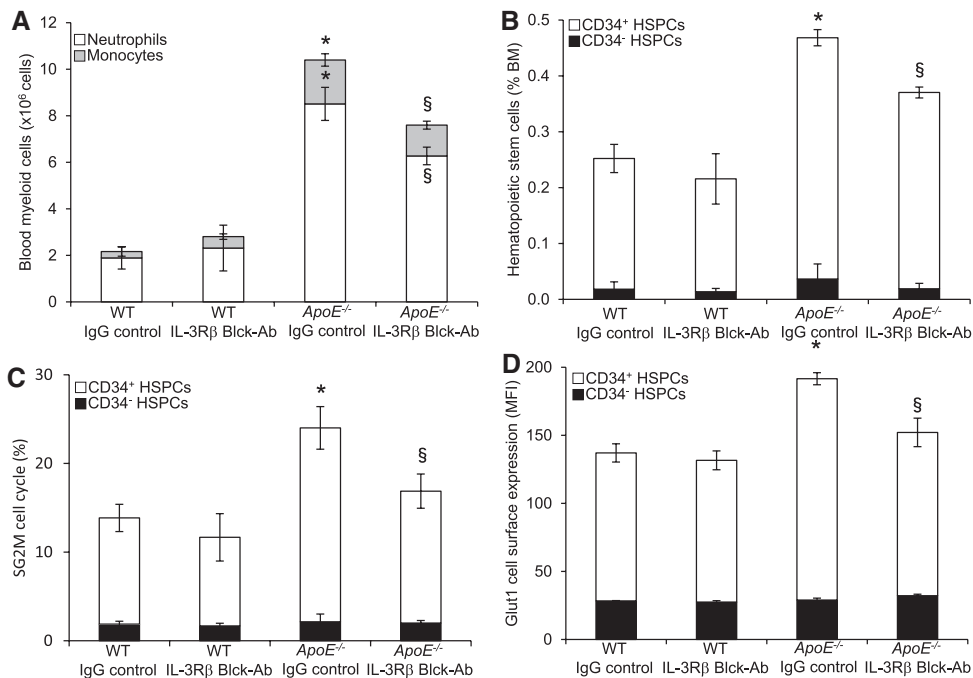 A
Blood myeloid cells (x10⁶ cells)
12
10
8
6
4
2
0
Neutrophils
Monocytes
*
*
§
§
WT
IgG control
WT
IL-3Rβ Blck-Ab
ApoE⁻/⁻
IgG control
ApoE⁻/⁻
IL-3Rβ Blck-Ab
B
Hematopoietic stem cells (% BM)
0.5
0.4
0.3
0.2
0.1
0.0
CD34⁺ HSPCs
CD34⁻ HSPCs
*
§
WT
IgG control
WT
IL-3Rβ Blck-Ab
ApoE⁻/⁻
IgG control
ApoE⁻/⁻
IL-3Rβ Blck-Ab
C
SG2M cell cycle (%)
30
20
10
0
CD34⁺ HSPCs
CD34⁻ HSPCs
*
§
WT
IgG control
WT
IL-3Rβ Blck-Ab
ApoE⁻/⁻
IgG control
ApoE⁻/⁻
IL-3Rβ Blck-Ab
D
Glut1 cell surface expression (MFI)
200
150
100
50
0
CD34⁺ HSPCs
CD34⁻ HSPCs
*
§
WT
IgG control
WT
IL-3Rβ Blck-Ab
ApoE⁻/⁻
IgG control
ApoE⁻/⁻
IL-3Rβ Blck-Ab